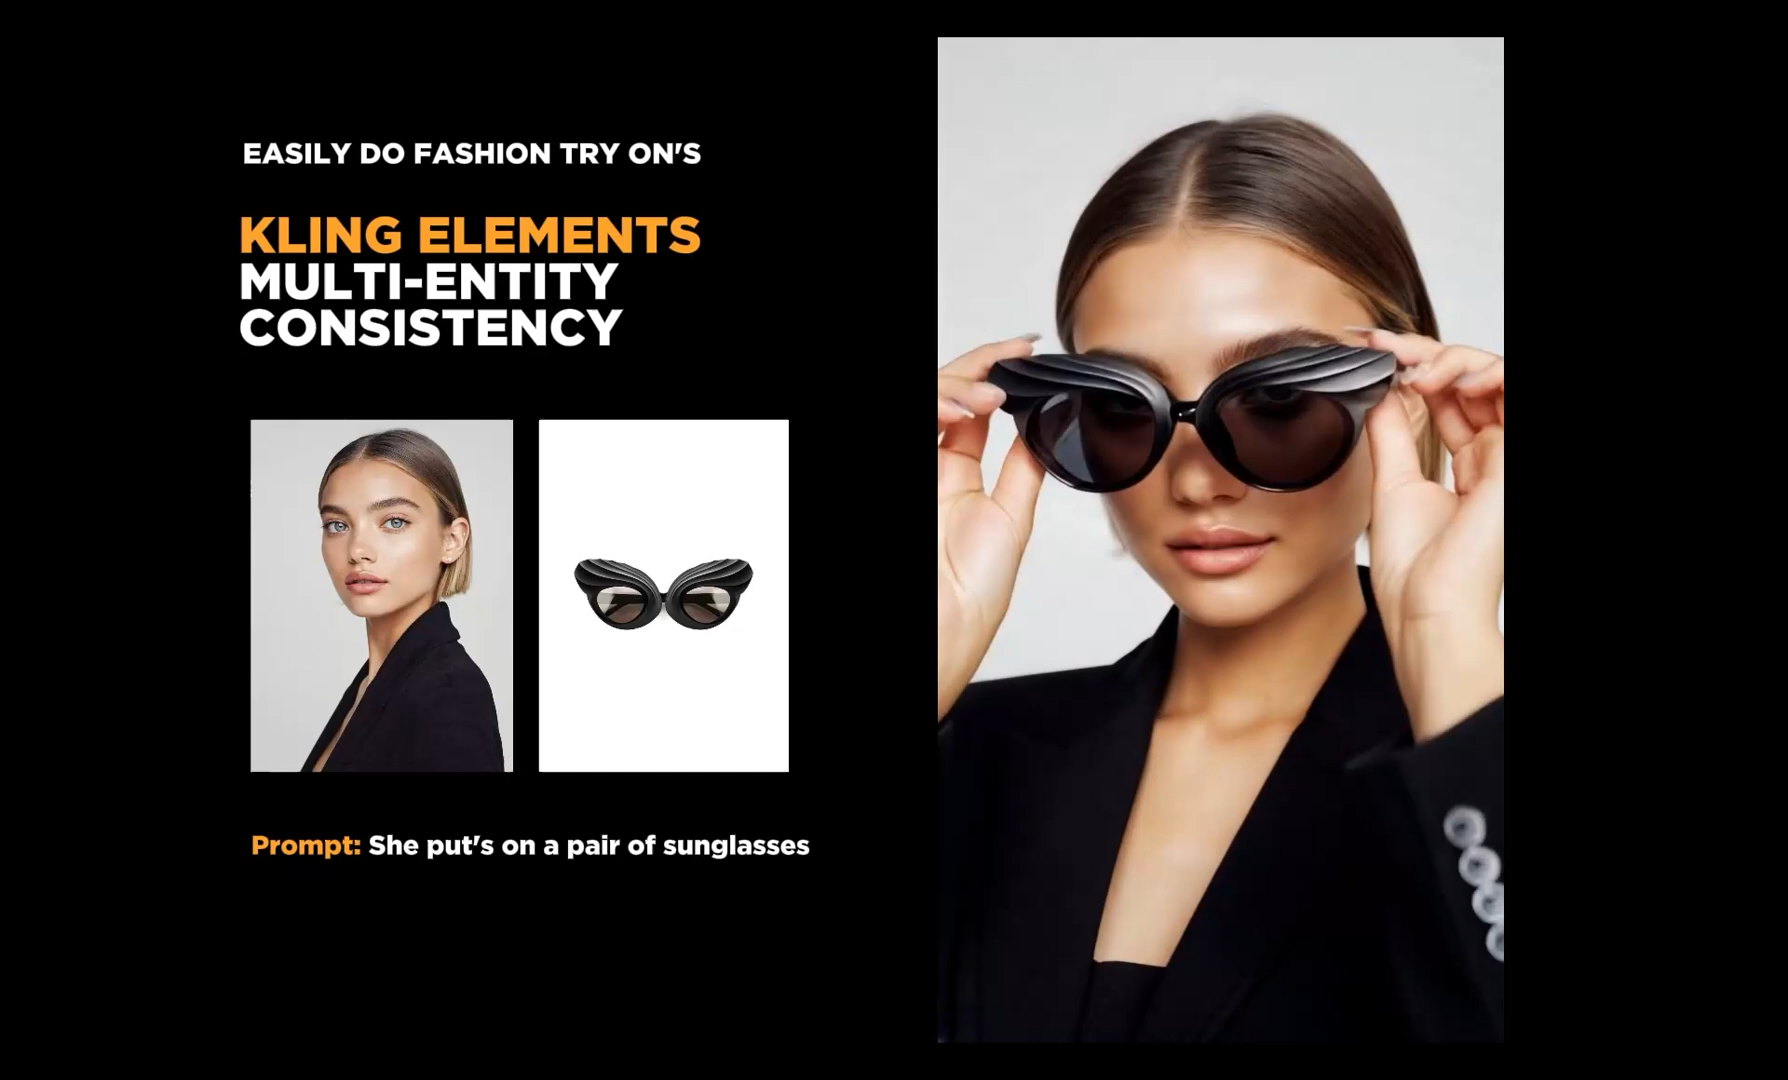 EASILY DO FASHION TRY ON'S
KLING ELEMENTS
MULTI-ENTITY
CONSISTENCY
Prompt: She put's on a pair of sunglasses